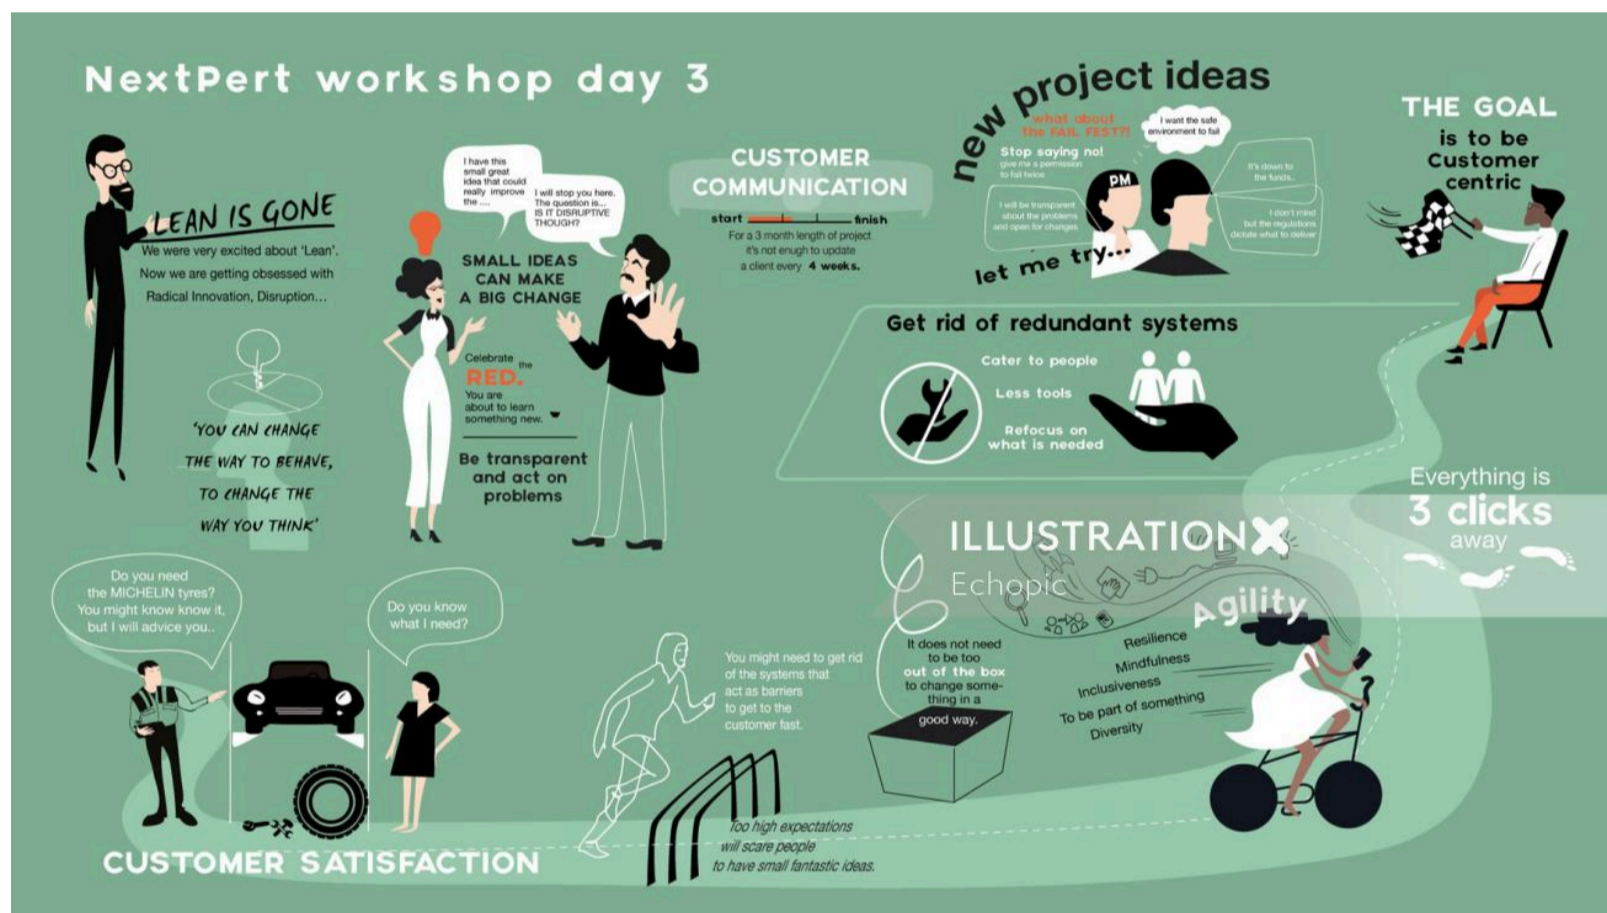 NextPert workshop day 3
LEAN IS GONE
We were very excited about 'Lean'.
Now we are getting obsessed with
Radical Innovation, Disruption...
'YOU CAN CHANGE
THE WAY TO BEHAVE,
TO CHANGE THE
WAY YOU THINK'
I have this
small great
idea that could
really improve
the ....
I will stop you here.
The question is...
IS IT DISRUPTIVE
THOUGH?
SMALL IDEAS
CAN MAKE
A BIG CHANGE
Celebrate the
RED.
You are
about to learn
something new.
Be transparent
and act on
problems
CUSTOMER
COMMUNICATION
start finish
For a 3 month length of project
it's not enugh to update
a client every 4 weeks.
new project ideas
what about
the FAIL FEST?!
I want the safe
environment to fail
Stop saying no!
give me a permission
to fail twice
PM
I will be transparent
about the problems
and open for changes
It's down to
the funds..
I don't mind
but the regulations
dictate what to deliver
let me try...
THE GOAL
is to be
Customer
centric
Get rid of redundant systems
Cater to people
Less tools
Refocus on
what is needed
Everything is
3 clicks
away
ILLUSTRATIONX
Echopic
Agility
Resilience
Mindfulness
Inclusiveness
To be part of something
Diversity
It does not need
to be too
out of the box
to change some-
thing in a
good way.
Do you need
the MICHELIN tyres?
You might know know it,
but I will advice you..
Do you know
what I need?
You might need to get rid
of the systems that
act as barriers
to get to the
customer fast.
Too high expectations
will scare people
to have small fantastic ideas.
CUSTOMER SATISFACTION